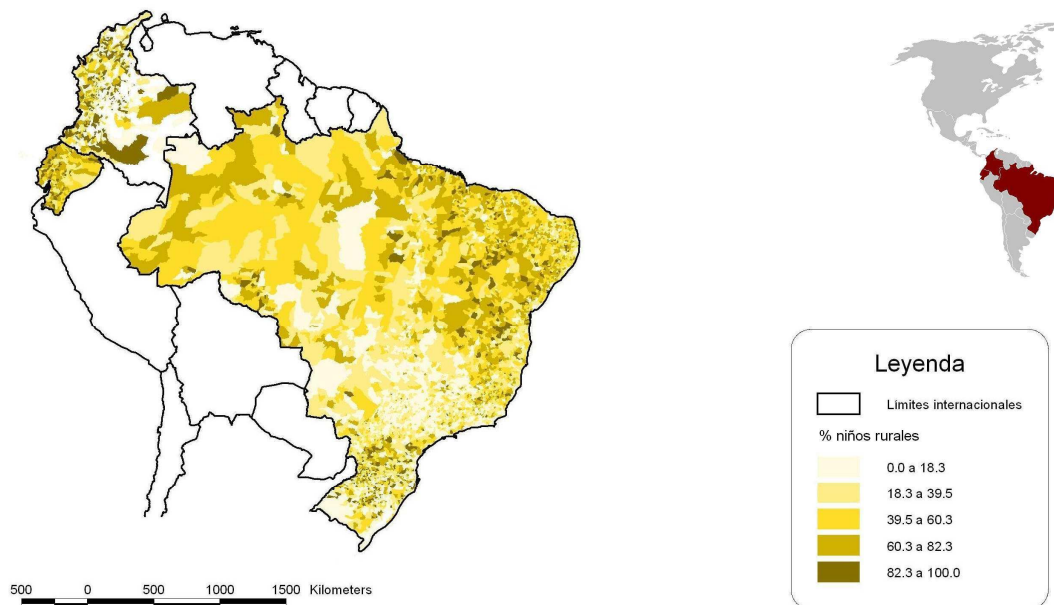 Leyenda
Límites internacionales
% niños rurales
0.0 a 18.3
18.3 a 39.5
39.5 a 60.3
60.3 a 82.3
82.3 a 100.0
500 0 500 1000 1500 Kilometers